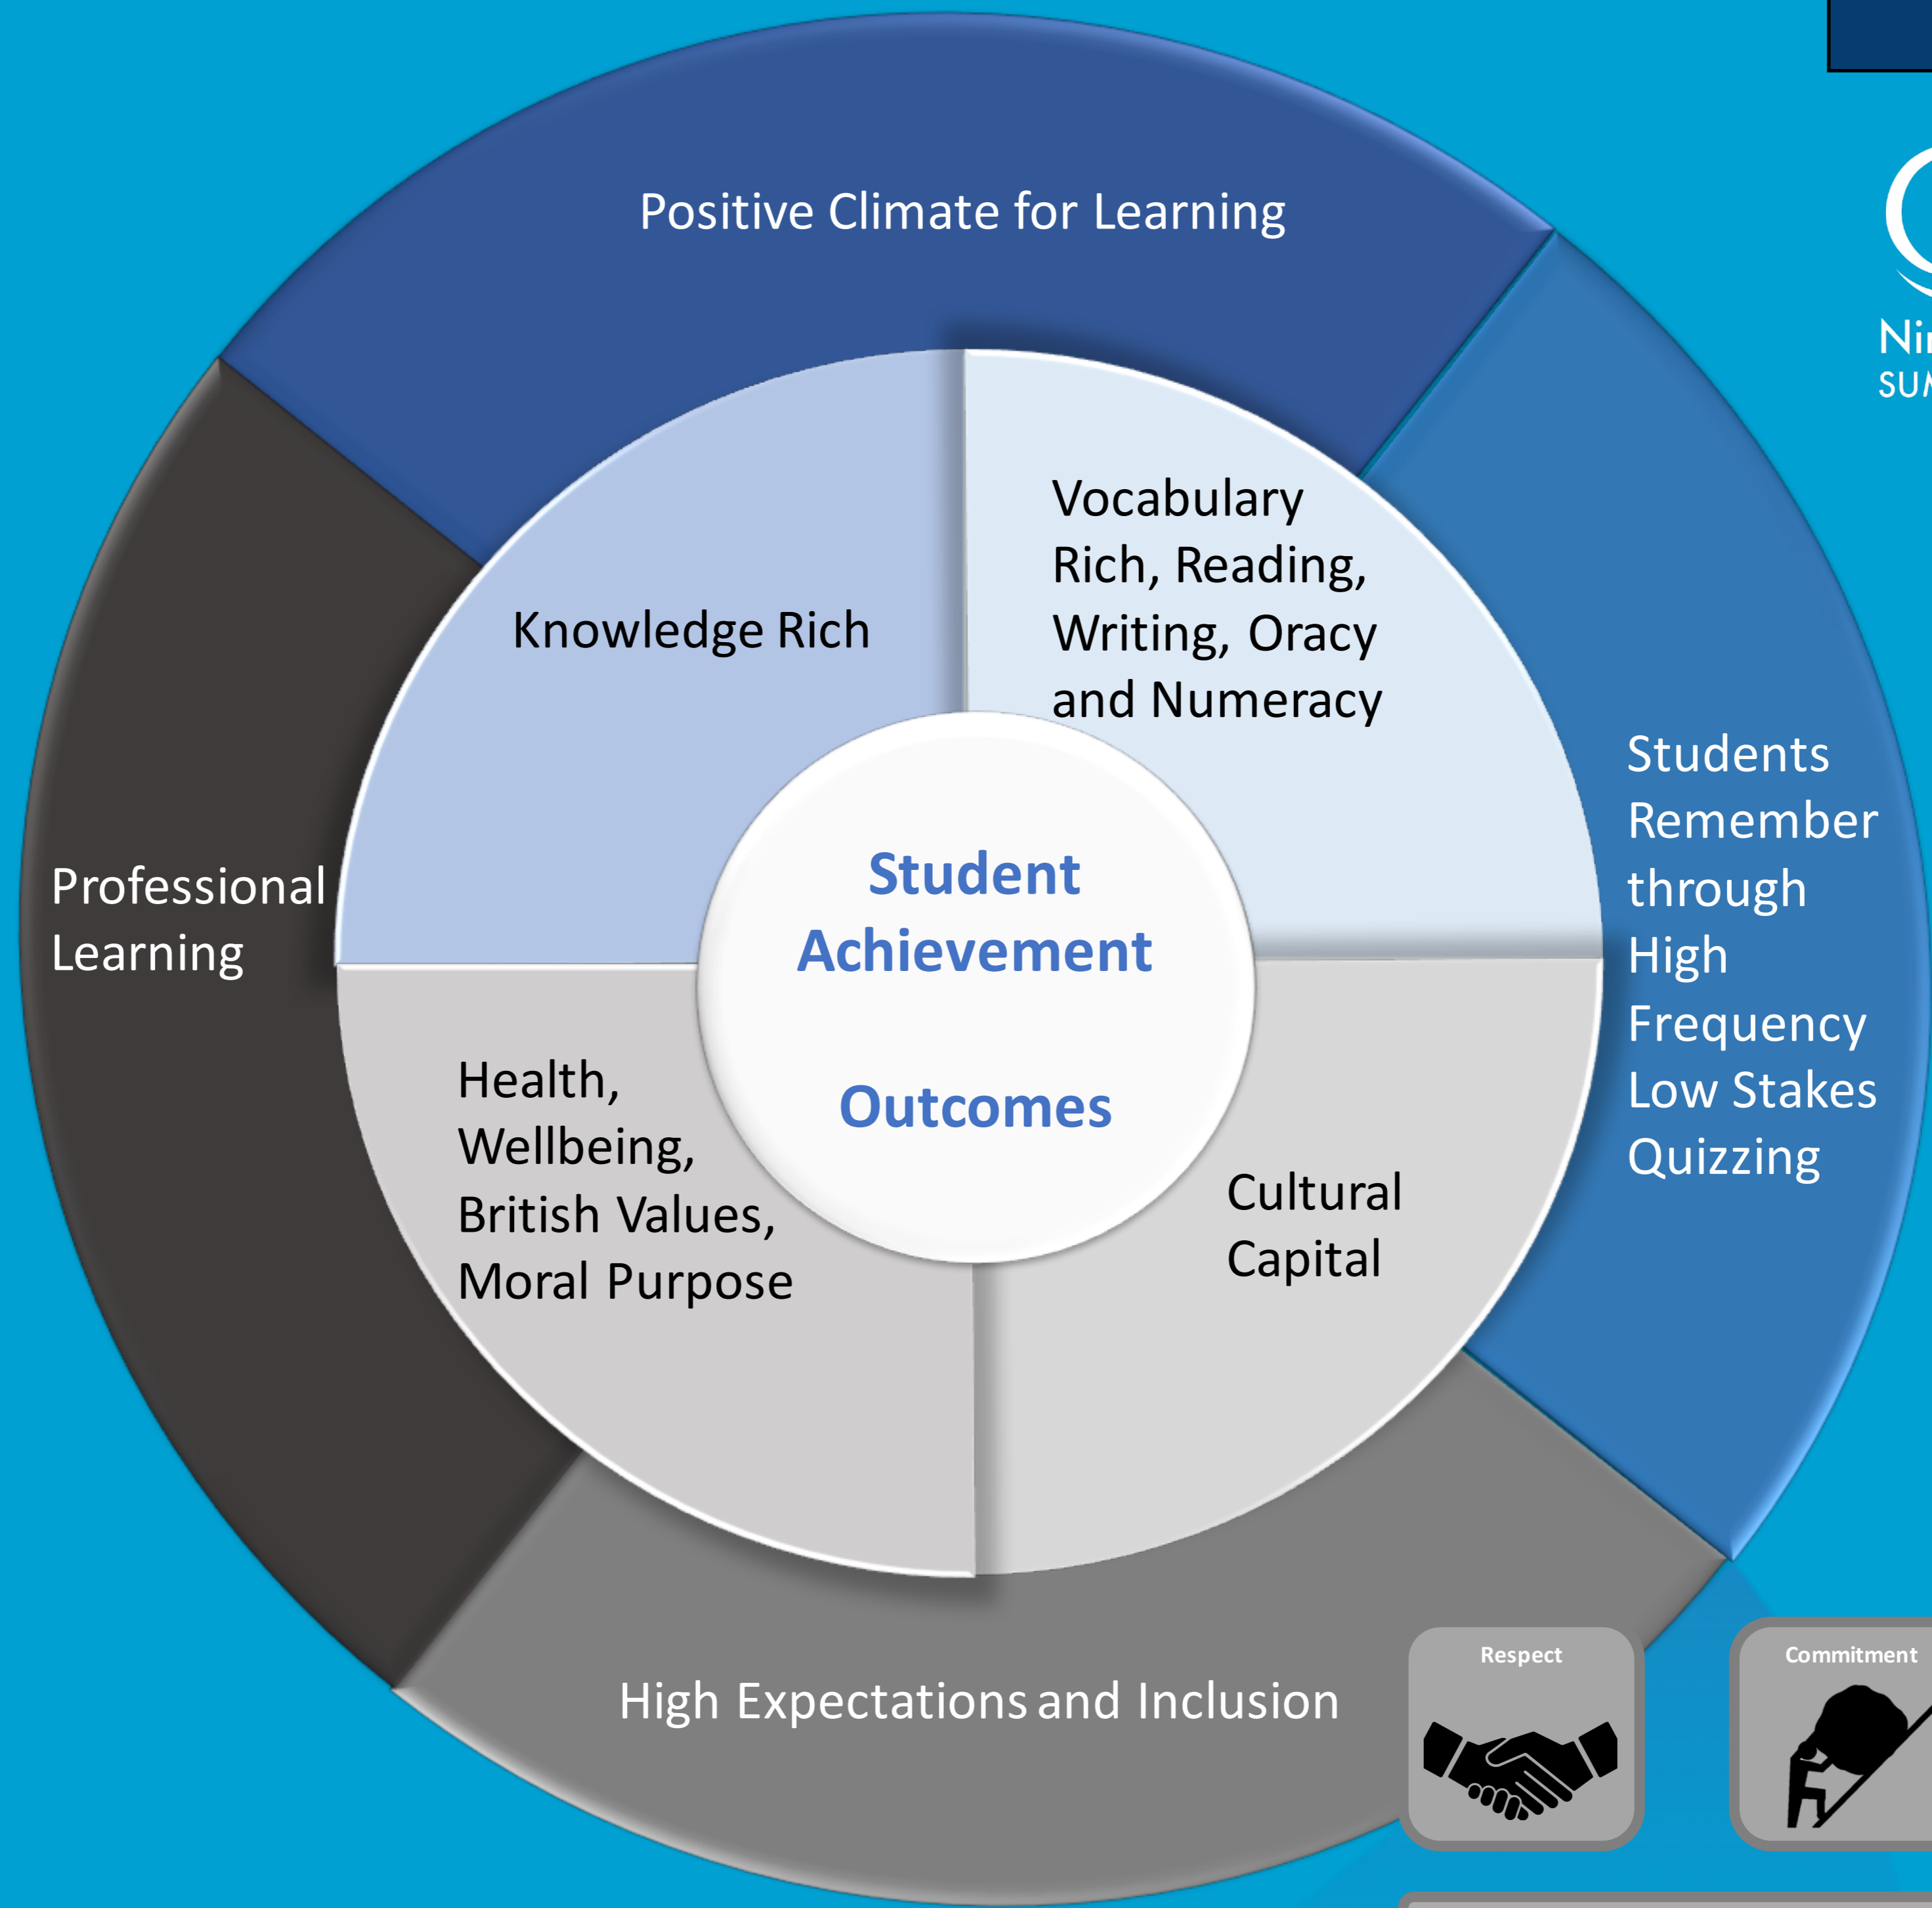 Positive Climate for Learning
Knowledge Rich
Vocabulary
Rich, Reading,
Writing, Oracy
and Numeracy
Students
Remember
through
High
Frequency
Low Stakes
Quizzing
Professional
Learning
Student
Achievement
Outcomes
Health,
Wellbeing,
British Values,
Moral Purpose
Cultural
Capital
High Expectations and Inclusion
Respect
Commitment